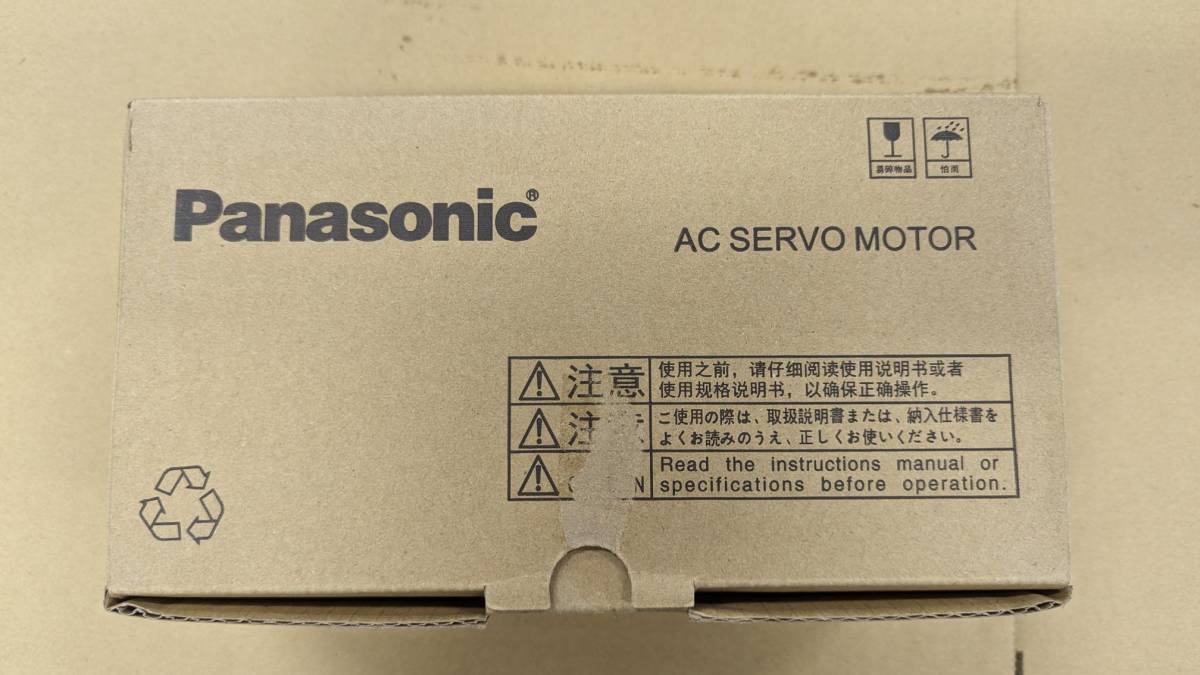 易碎物品 怕雨
Panasonic®
AC SERVO MOTOR
注意 使用之前，请仔细阅读使用说明书或者
使用规格说明书，以确保正确操作。
注 ご使用の際は、取扱説明書または、納入仕様書を
よくお読みのうえ、正しくお使いください。
Read the instructions manual or
specifications before operation.